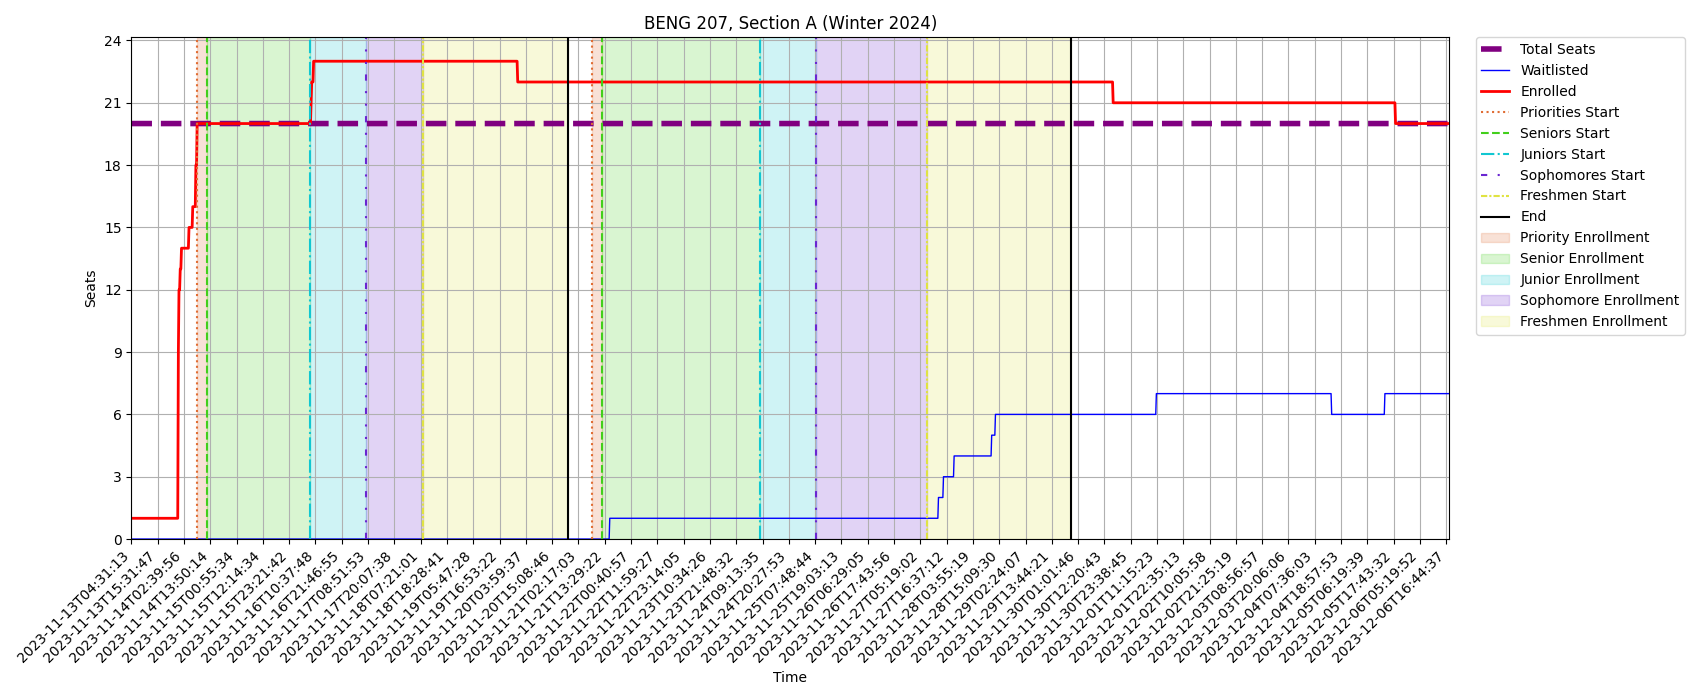 BENG 207, Section A (Winter 2024)
Seats
24
21
18
15
12
9
6
3
0
2023-11-13T04:31:13
2023-11-13T15:31:47
2023-11-14T02:39:56
2023-11-14T13:50:14
2023-11-15T00:55:34
2023-11-15T12:14:34
2023-11-15T23:21:42
2023-11-16T10:37:48
2023-11-16T21:46:55
2023-11-17T08:51:53
2023-11-17T20:07:38
2023-11-18T07:21:01
2023-11-18T18:28:41
2023-11-19T05:47:28
2023-11-19T16:53:22
2023-11-20T03:59:37
2023-11-20T15:08:46
2023-11-21T02:17:03
2023-11-21T13:29:22
2023-11-22T00:40:57
2023-11-22T11:59:27
2023-11-22T23:14:05
2023-11-23T10:34:26
2023-11-23T21:48:32
2023-11-24T09:13:35
2023-11-24T20:27:53
2023-11-25T07:48:44
2023-11-25T19:03:13
2023-11-26T06:29:05
2023-11-26T17:43:56
2023-11-27T05:19:02
2023-11-27T16:37:12
2023-11-28T03:55:19
2023-11-28T15:09:30
2023-11-29T02:24:07
2023-11-29T13:44:21
2023-11-30T01:01:46
2023-11-30T12:20:43
2023-11-30T23:38:45
2023-12-01T11:15:23
2023-12-01T22:35:13
2023-12-02T10:05:58
2023-12-02T21:25:19
2023-12-03T08:56:57
2023-12-03T20:06:06
2023-12-04T07:36:03
2023-12-04T18:57:53
2023-12-05T06:19:39
2023-12-05T17:43:32
2023-12-06T05:19:52
2023-12-06T16:44:37
Time
Total Seats
Waitlisted
Enrolled
Priorities Start
Seniors Start
Juniors Start
Sophomores Start
Freshmen Start
End
Priority Enrollment
Senior Enrollment
Junior Enrollment
Sophomore Enrollment
Freshmen Enrollment